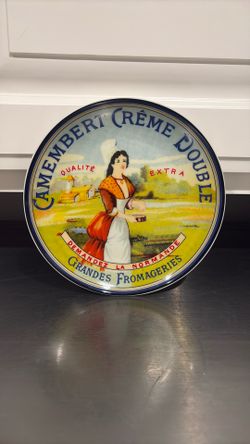 CAMEMBERT CRÈME DOUBLE
QUALITÉ EXTRA
DEMANDEZ LA NORMANDE
GRANDES FROMAGERIES